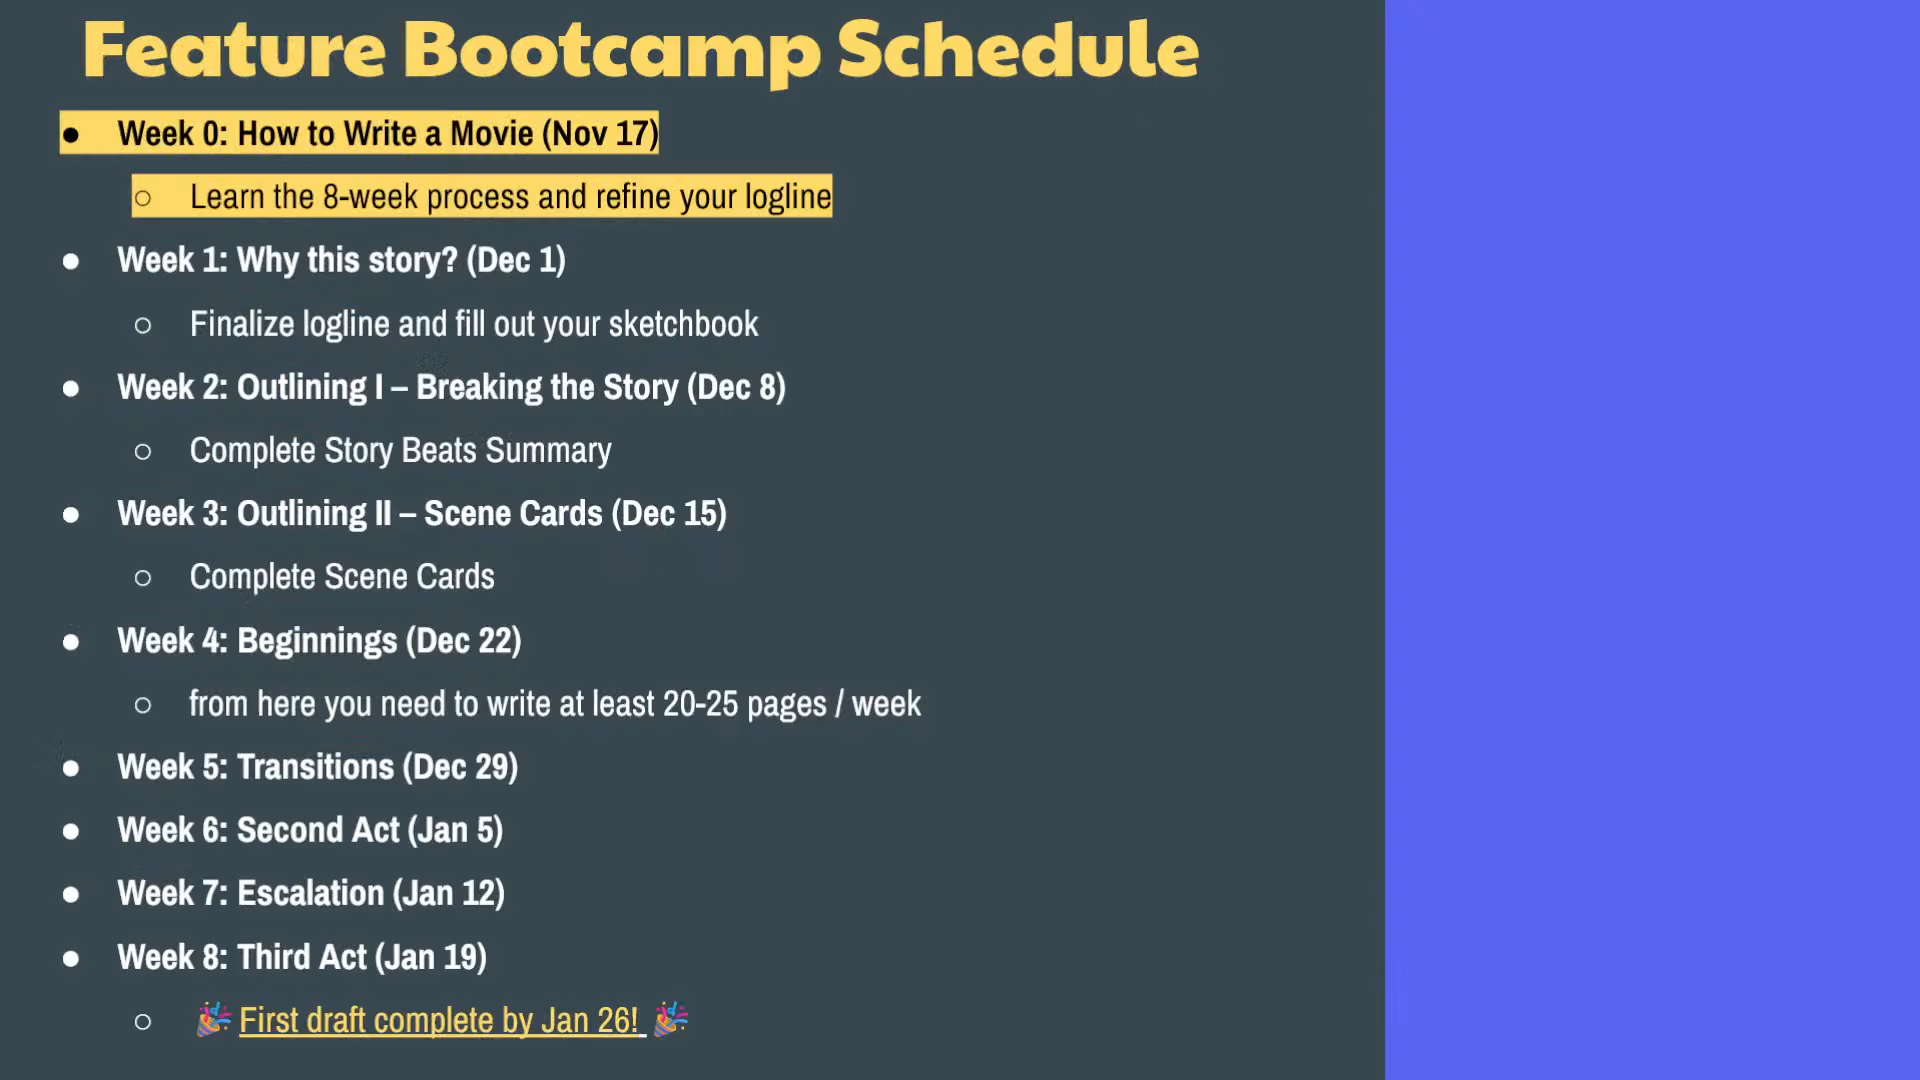 Feature Bootcamp Schedule
● Week 0: How to Write a Movie (Nov 17)
○ Learn the 8-week process and refine your logline
● Week 1: Why this story? (Dec 1)
○ Finalize logline and fill out your sketchbook
● Week 2: Outlining I – Breaking the Story (Dec 8)
○ Complete Story Beats Summary
● Week 3: Outlining II – Scene Cards (Dec 15)
○ Complete Scene Cards
● Week 4: Beginnings (Dec 22)
○ from here you need to write at least 20-25 pages / week
● Week 5: Transitions (Dec 29)
● Week 6: Second Act (Jan 5)
● Week 7: Escalation (Jan 12)
● Week 8: Third Act (Jan 19)
○ 🎉 First draft complete by Jan 26! 🎉